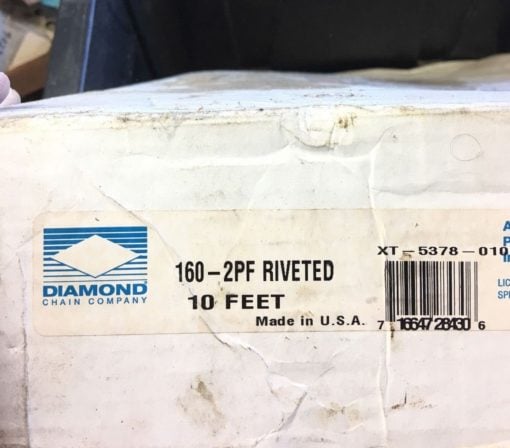 DIAMOND
CHAIN COMPANY
160-2PF RIVETED
10 FEET
Made in U.S.A.
XT-5378-010
7 16647 28430 6